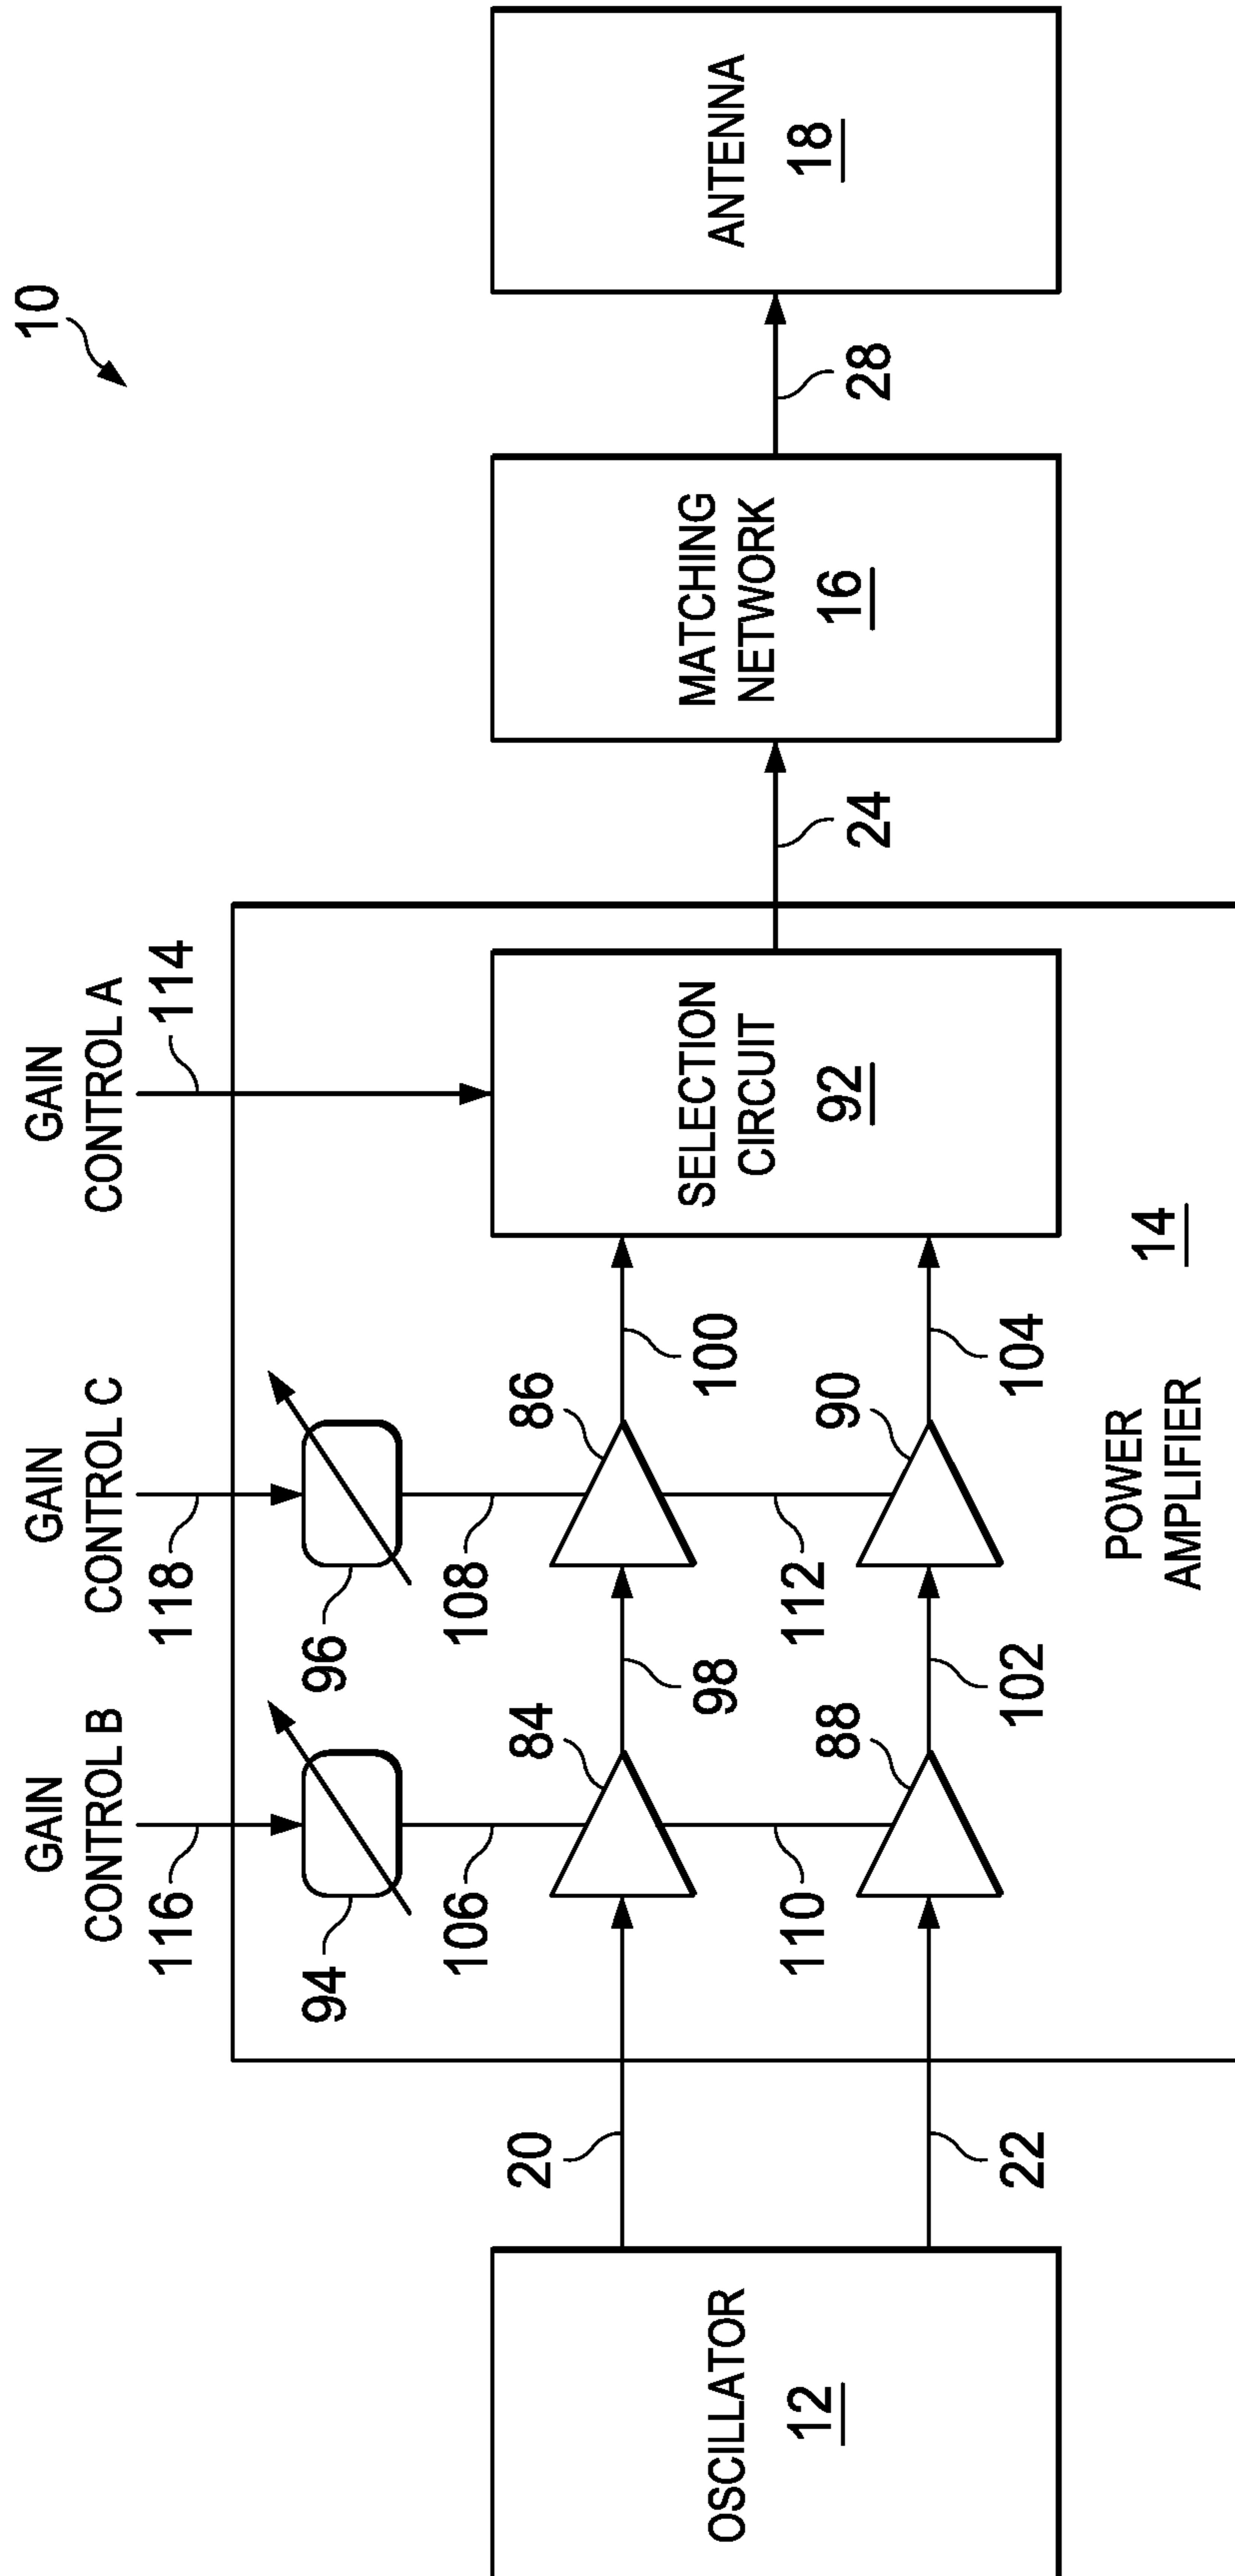 10
GAIN
CONTROL B
116
GAIN
CONTROL C
118
GAIN
CONTROL A
114
94
96
106
108
84
86
20
98
100
110
112
88
90
22
102
104
OSCILLATOR
12
SELECTION
CIRCUIT
92
24
MATCHING
NETWORK
16
28
ANTENNA
18
POWER
AMPLIFIER
14